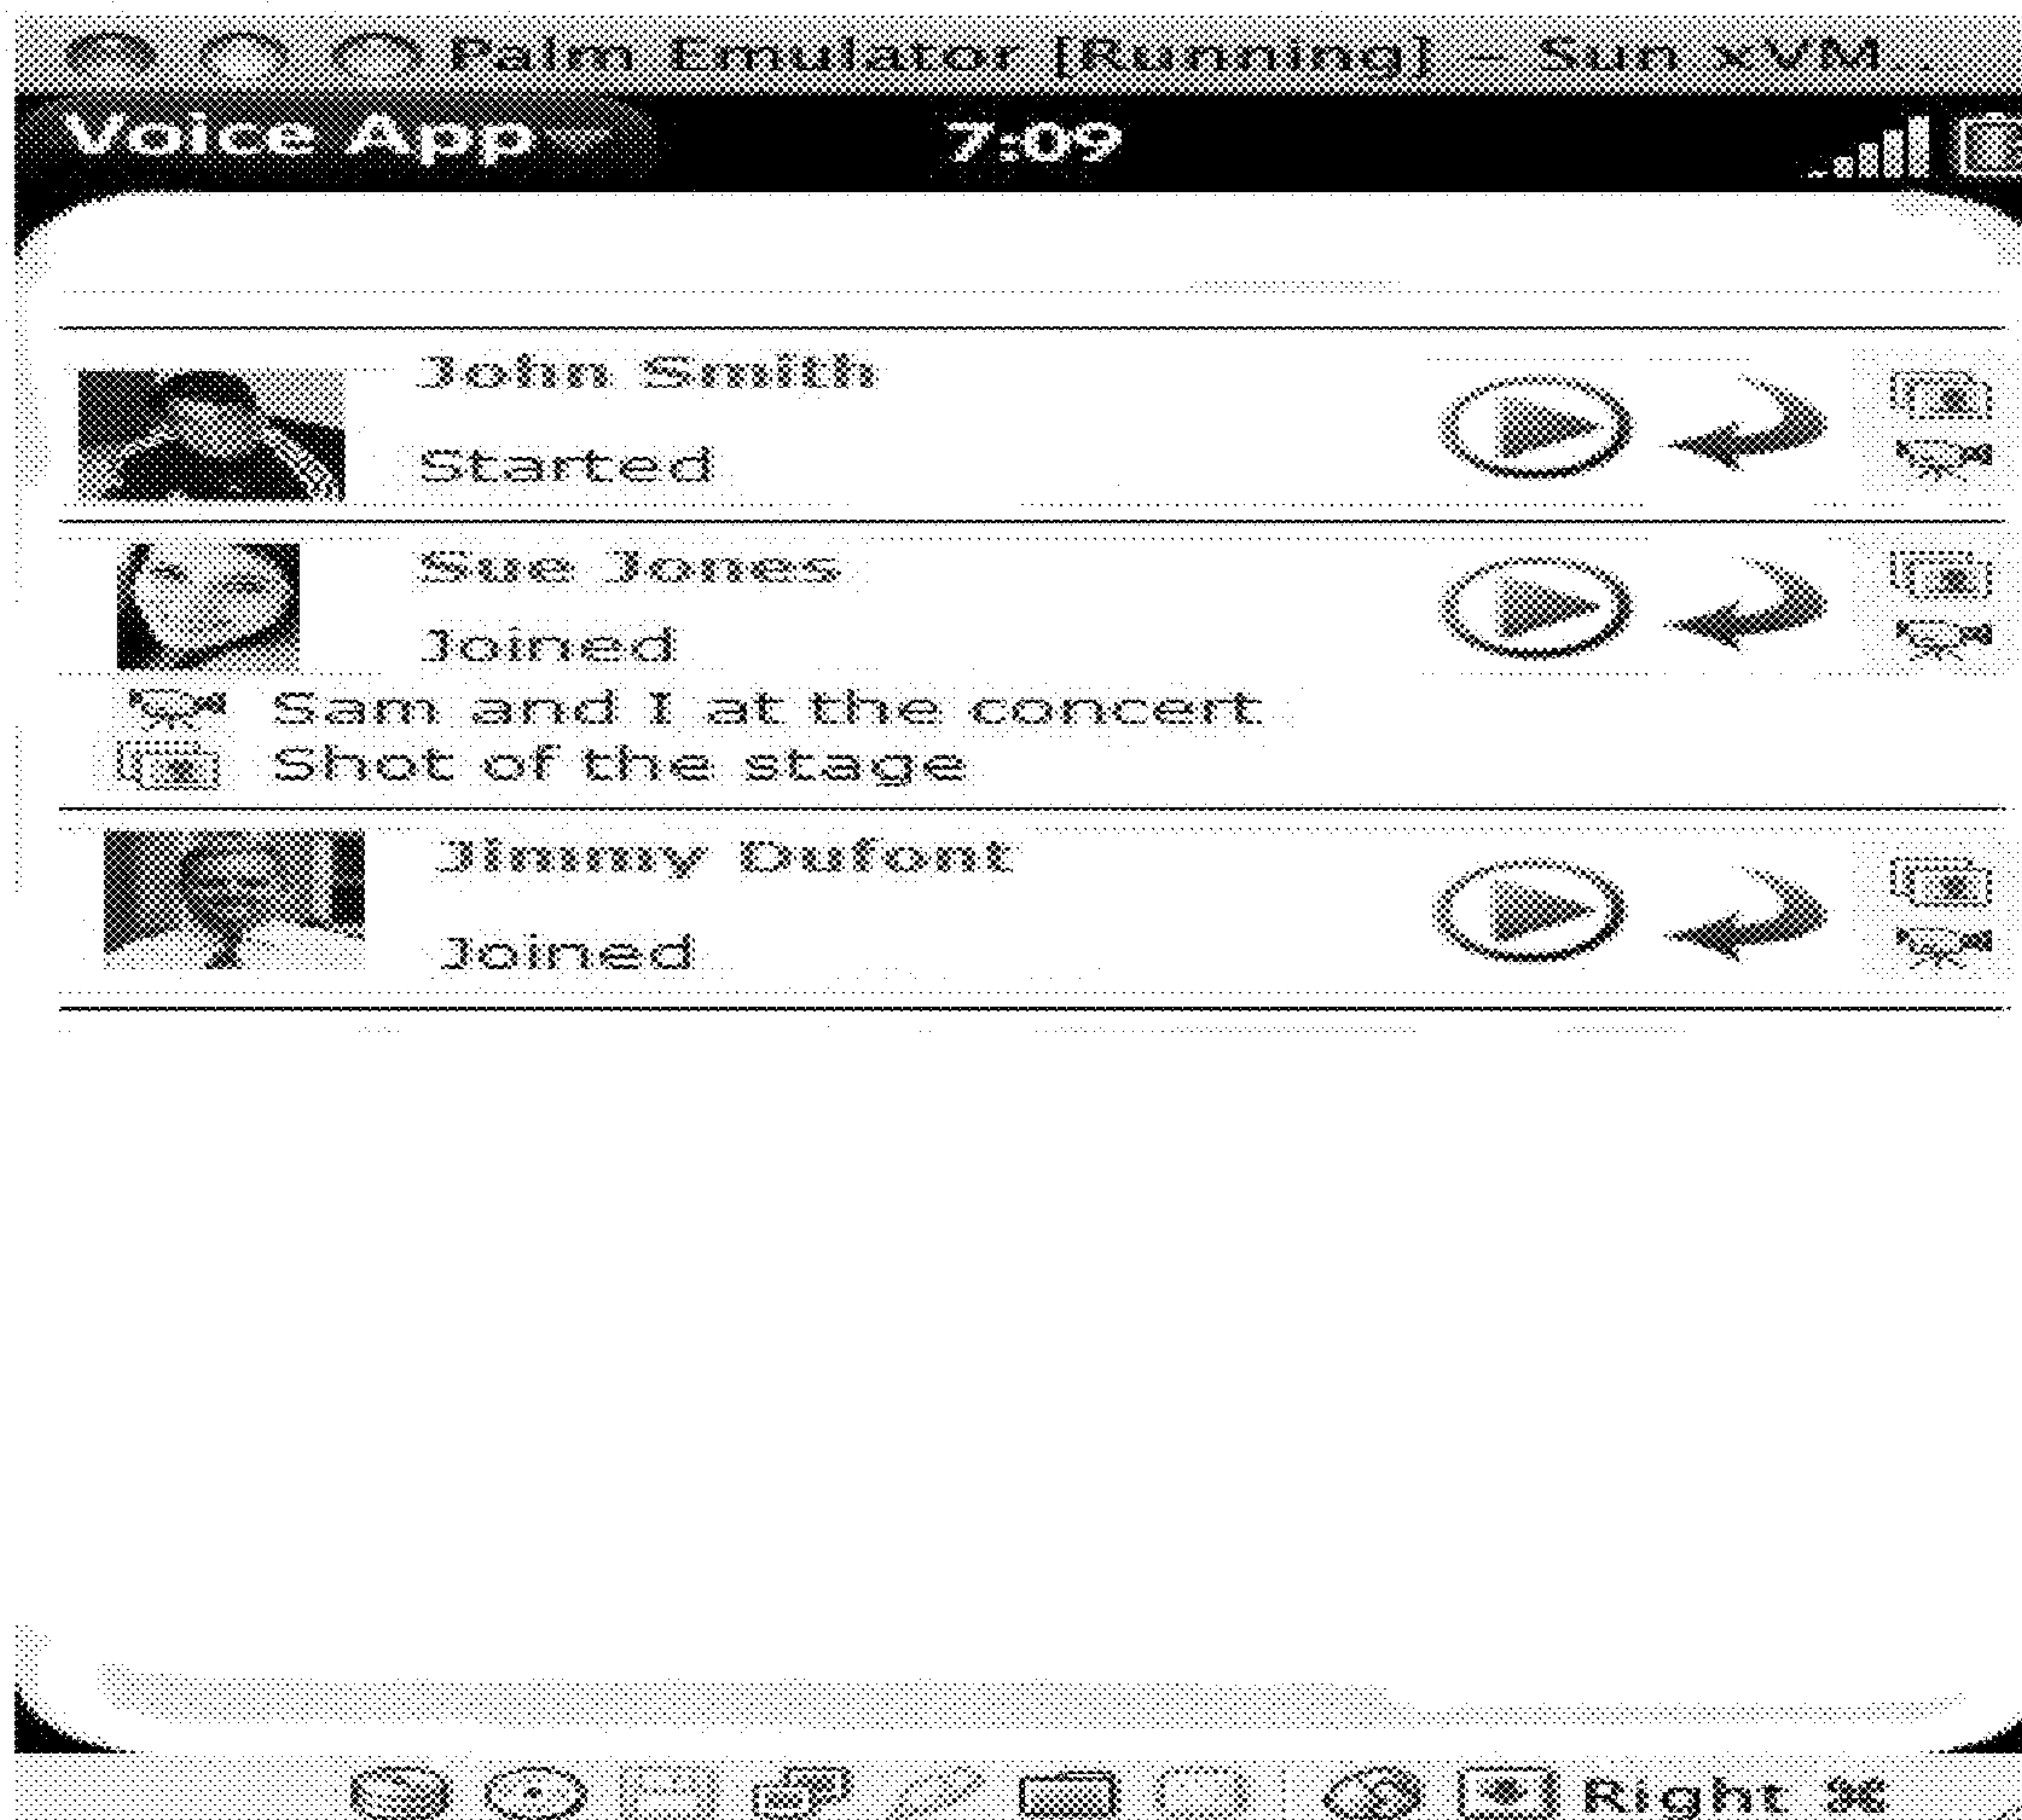 Palm Emulator [Running] – Sun xVM...
Voice App 7:09
John Smith
Started
Sue Jones
Joined
Sam and I at the concert
Shot of the stage
Jimmy Dufont
Joined
Right ⌘